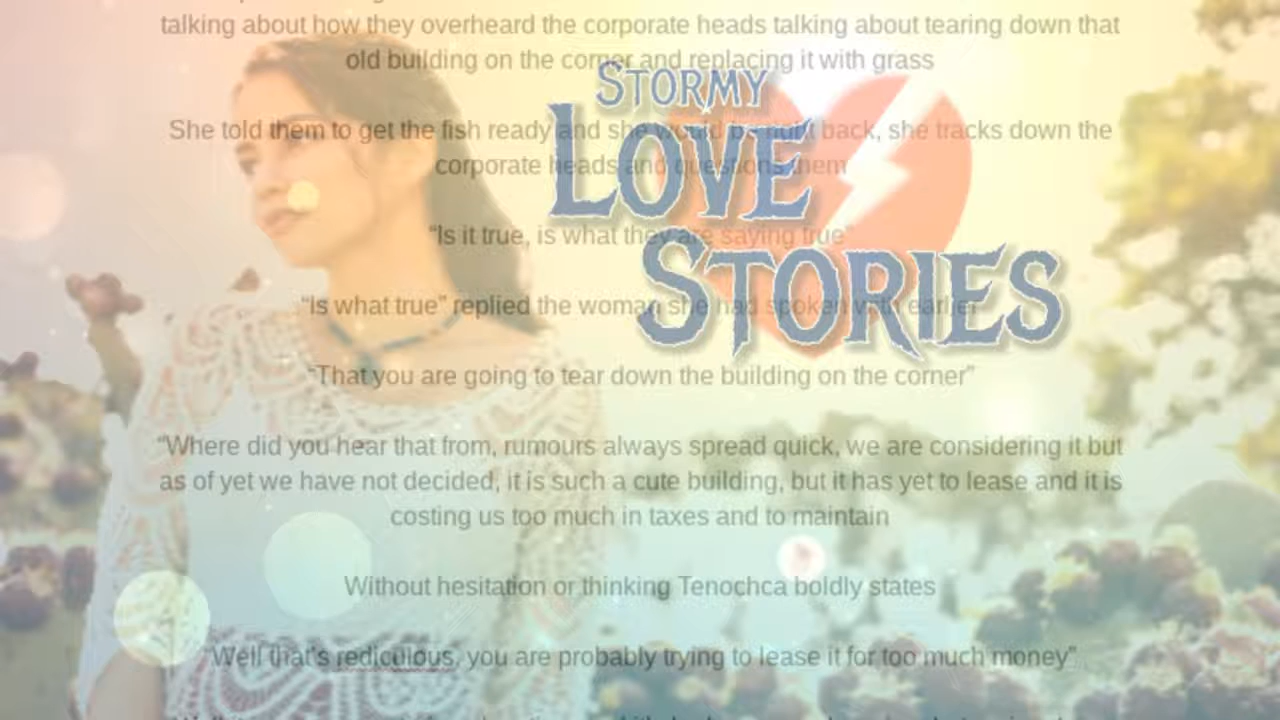 talking about how they overheard the corporate heads talking about tearing down that
old building on the corner and replacing it with grass
STORMY
LOVE
STORIES
She told them to get the fish ready and she would be right back, she tracks down the
corporate heads and questions them
“Is it true, is what they are saying true”
“Is what true” replied the woman she had spoken with earlier
“That you are going to tear down the building on the corner”
“Where did you hear that from, rumours always spread quick, we are considering it but
as of yet we have not decided, it is such a cute building, but it has yet to lease and it is
costing us too much in taxes and to maintain
Without hesitation or thinking Tenochca boldly states
“Well that's rediculous, you are probably trying to lease it for too much money”